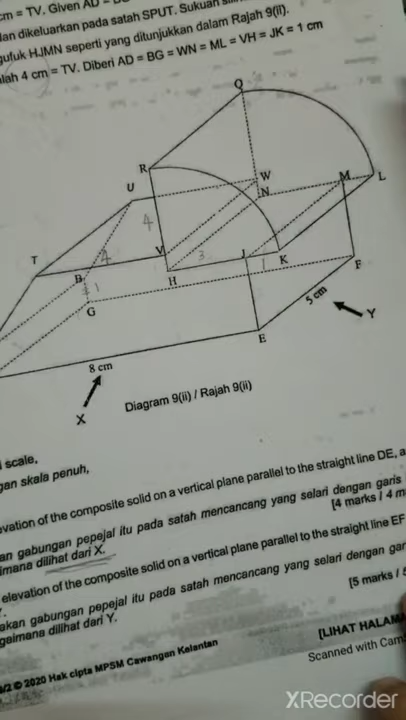 cm = TV. Given AD =
dan dikeluarkan pada satah SPUT. Sukuan
gufuk HJMN seperti yang ditunjukkan dalam Rajah 9(ii).
lah 4 cm = TV. Diberi AD = BG = WN = ML = VH = JK = 1 cm
Q
R
W
N
M
L
U
4
T
B
4
V
J
3
1
K
F
H
1
G
5 cm
E
Y
8 cm
X
Diagram 9(ii) / Rajah 9(ii)
l scale,
gan skala penuh,
vation of the composite solid on a vertical plane parallel to the straight line DE, a
an gabungan pepejal itu pada satah mencancang yang selari dengan garis
imana dilihat dari X.
[4 marks / 4 m
elevation of the composite solid on a vertical plane parallel to the straight line EF
akan gabungan pepejal itu pada satah mencancang yang selari dengan gar
gaimana dilihat dari Y.
[5 marks / 5
/2 © 2020 Hak cipta MPSM Cawangan Kelantan
[LIHAT HALAMA
Scanned with Cam
XRecorder